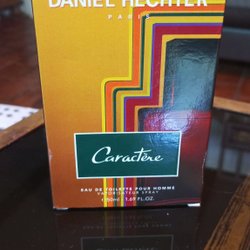 DANIEL HECHTER
PARIS
Caractère
EAU DE TOILETTE POUR HOMME
VAPORISATEUR SPRAY
50ml - 1.69 FL.OZ.